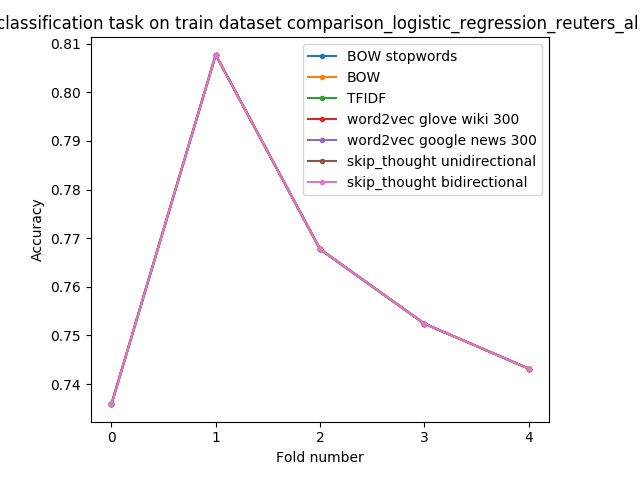 classification task on train dataset comparison_logistic_regression_reuters_al
0.81
0.80
0.79
0.78
0.77
0.76
0.75
0.74
Accuracy
BOW stopwords
BOW
TFIDF
word2vec glove wiki 300
word2vec google news 300
skip_thought unidirectional
skip_thought bidirectional
0 1 2 3 4
Fold number